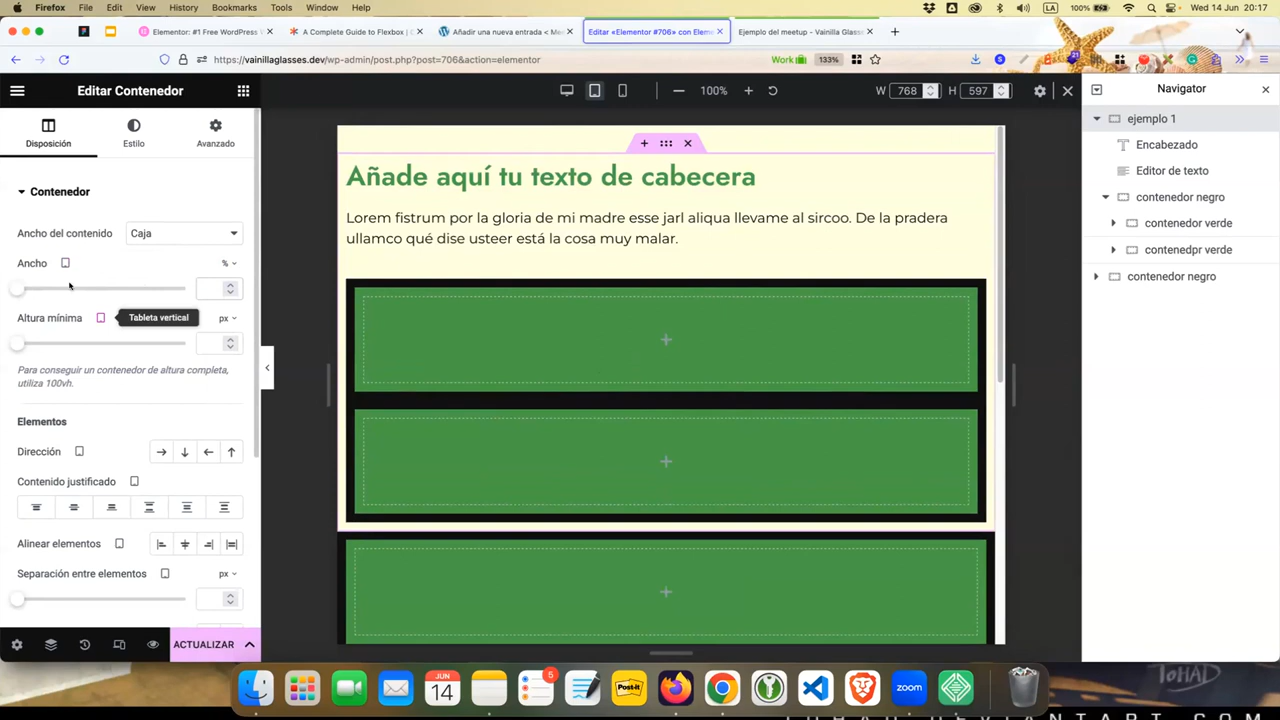 Firefox File Edit View History Bookmarks Tools Window Help
LA 100% Wed 14 Jun 20:17
Elementor: #1 Free WordPress
A Complete Guide to Flexbox | C
Añadir una nueva entrada < Me
Editar «Elementor #706» con Elem
Ejemplo del meetup - Vainilla Glass
https://vainillaglasses.dev/wp-admin/post.php?post=706&action=elementor
Work 133%
Editar Contenedor
100%
W 768 H 597
Navigator
Disposición Estilo Avanzado
Contenedor
Ancho del contenido Caja
Ancho %
Altura mínima Tableta vertical px
Para conseguir un contenedor de altura completa,
utiliza 100vh.
Elementos
Dirección
Contenido justificado
Alinear elementos
Separación entre elementos px
ACTUALIZAR
Añade aquí tu texto de cabecera
Lorem fistrum por la gloria de mi madre esse jarl aliqua llevame al sircoo. De la pradera
ullamco qué dise usteer está la cosa muy malar.
ejemplo 1
Encabezado
Editor de texto
contenedor negro
contenedor verde
contenedpr verde
contenedor negro
5
JUN
14
Post-it
zoom
TOHAD